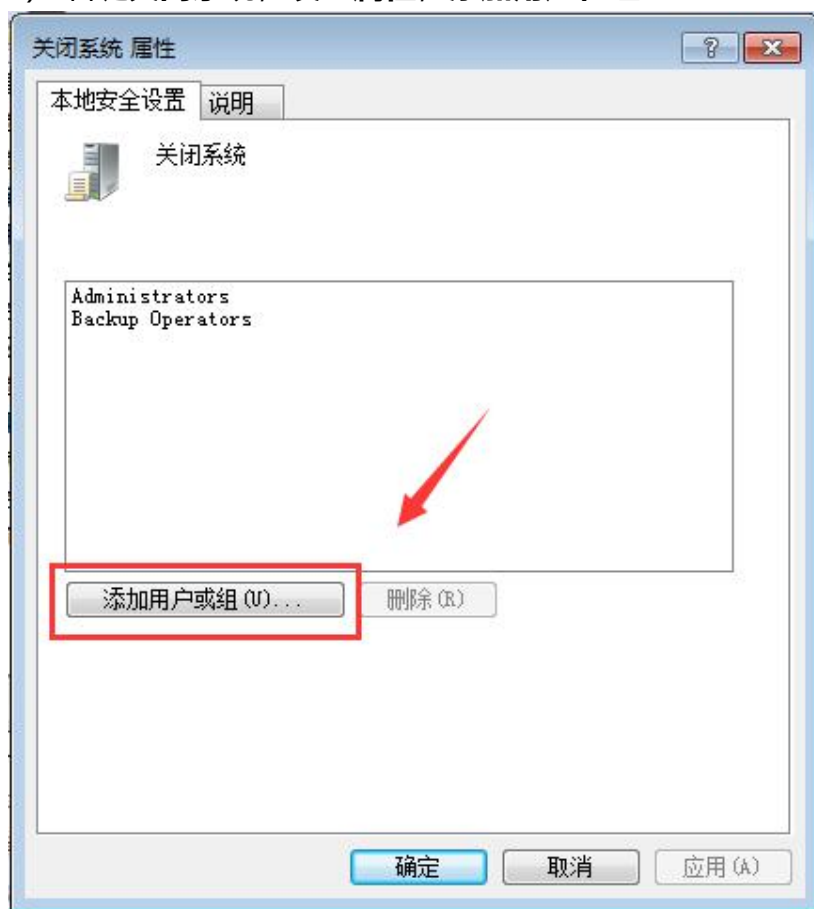 关闭系统 属性
本地安全设置 说明
关闭系统
Administrators
Backup Operators
添加用户或组(U)... 删除(R)
确定 取消 应用(A)